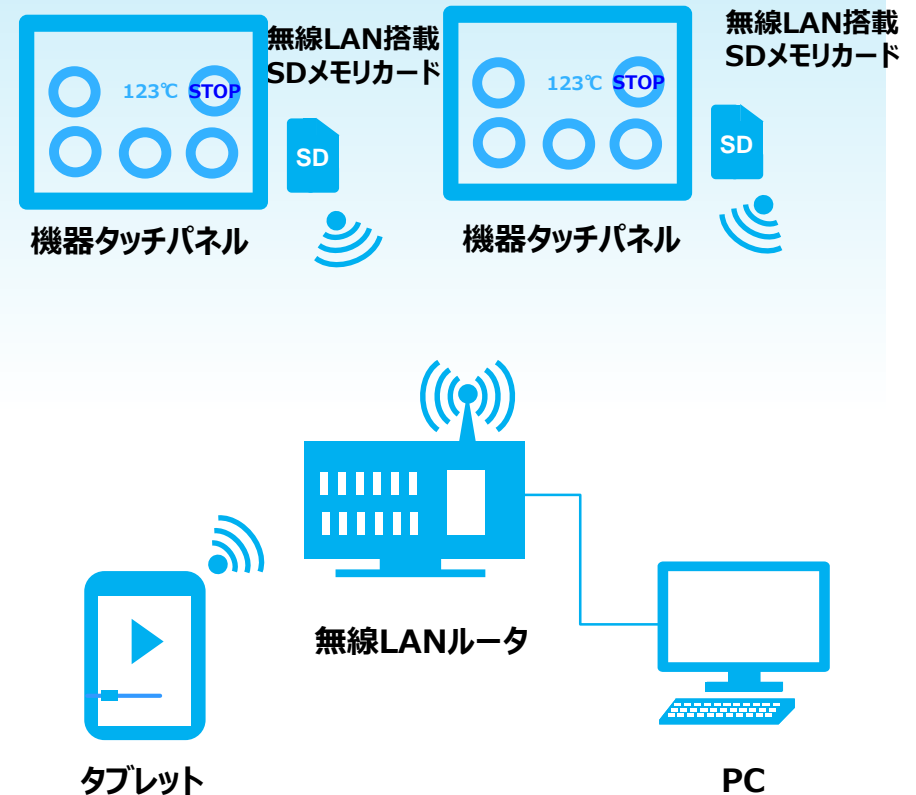 無線LAN搭載
SDメモリカード
123℃ STOP
SD
機器タッチパネル
無線LAN搭載
SDメモリカード
123℃ STOP
SD
機器タッチパネル
無線LANルータ
タブレット
PC